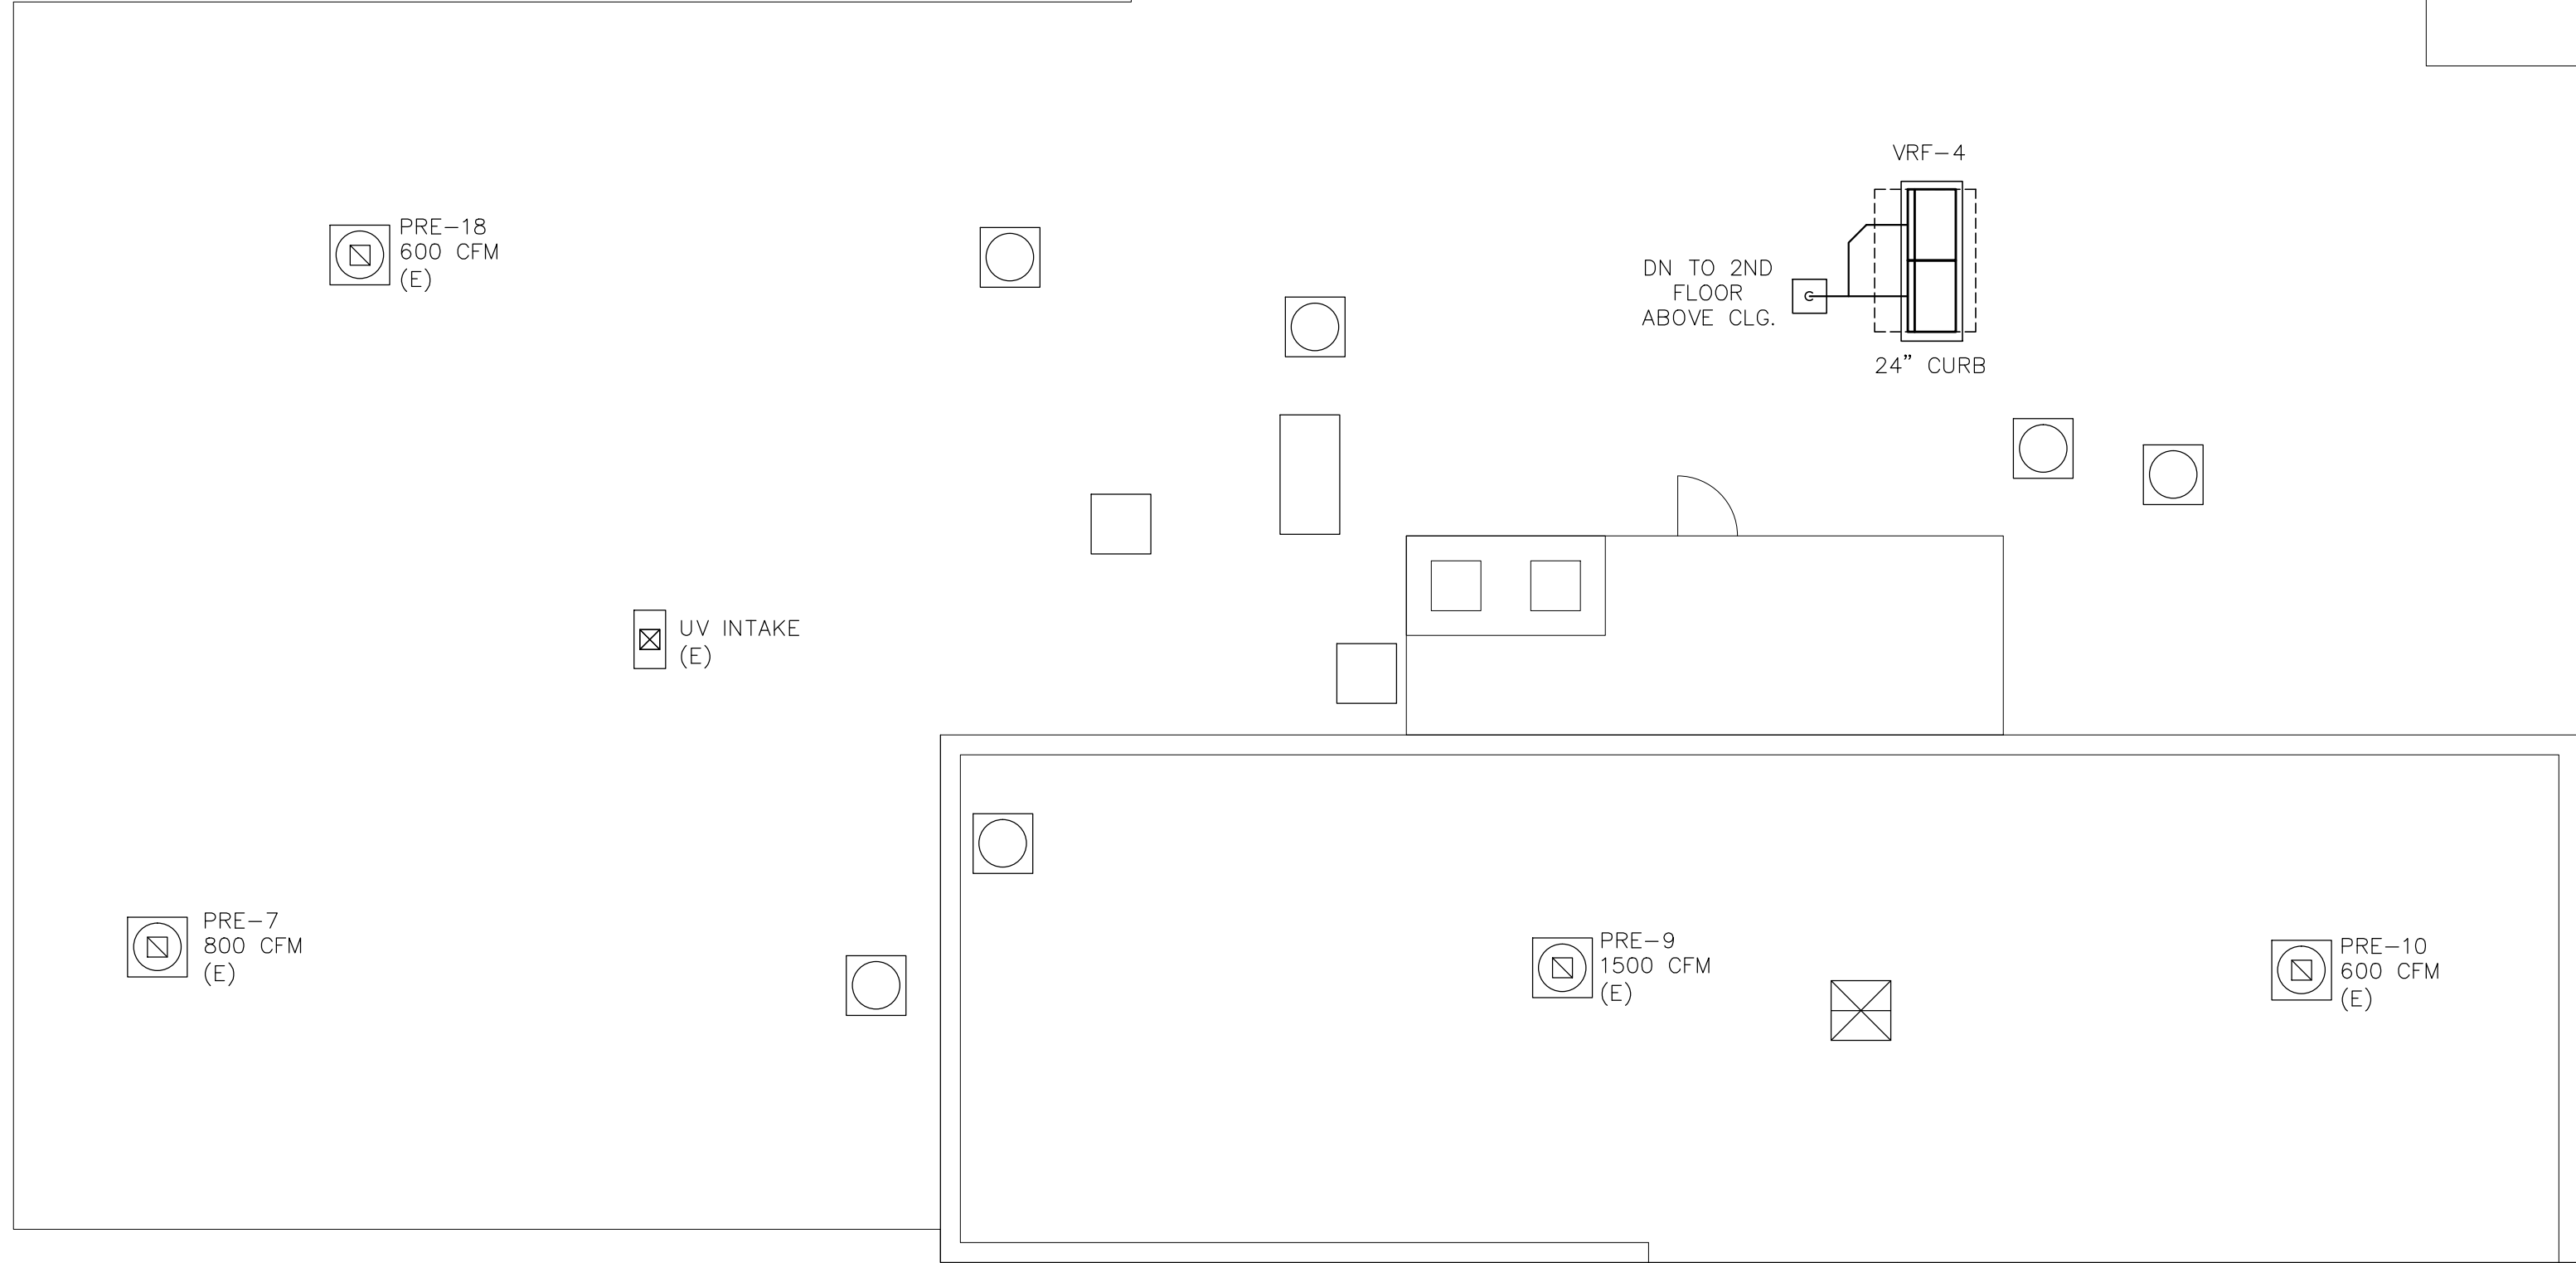 VRF-4
PRE-18
600 CFM
(E)
DN TO 2ND
FLOOR
ABOVE CLG.
24" CURB
UV INTAKE
(E)
PRE-7
800 CFM
(E)
PRE-9
1500 CFM
(E)
PRE-10
600 CFM
(E)